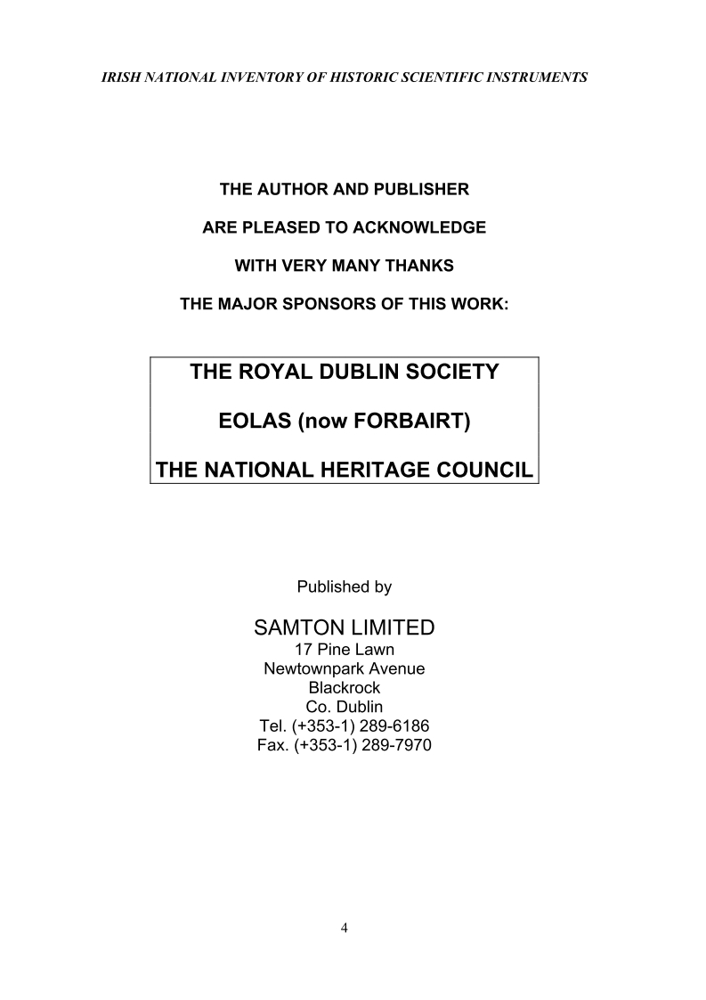 IRISH NATIONAL INVENTORY OF HISTORIC SCIENTIFIC INSTRUMENTS
THE AUTHOR AND PUBLISHER
ARE PLEASED TO ACKNOWLEDGE
WITH VERY MANY THANKS
THE MAJOR SPONSORS OF THIS WORK:
THE ROYAL DUBLIN SOCIETY
EOLAS (now FORBAIRT)
THE NATIONAL HERITAGE COUNCIL
Published by
SAMTON LIMITED
17 Pine Lawn
Newtownpark Avenue
Blackrock
Co. Dublin
Tel. (+353-1) 289-6186
Fax. (+353-1) 289-7970
4